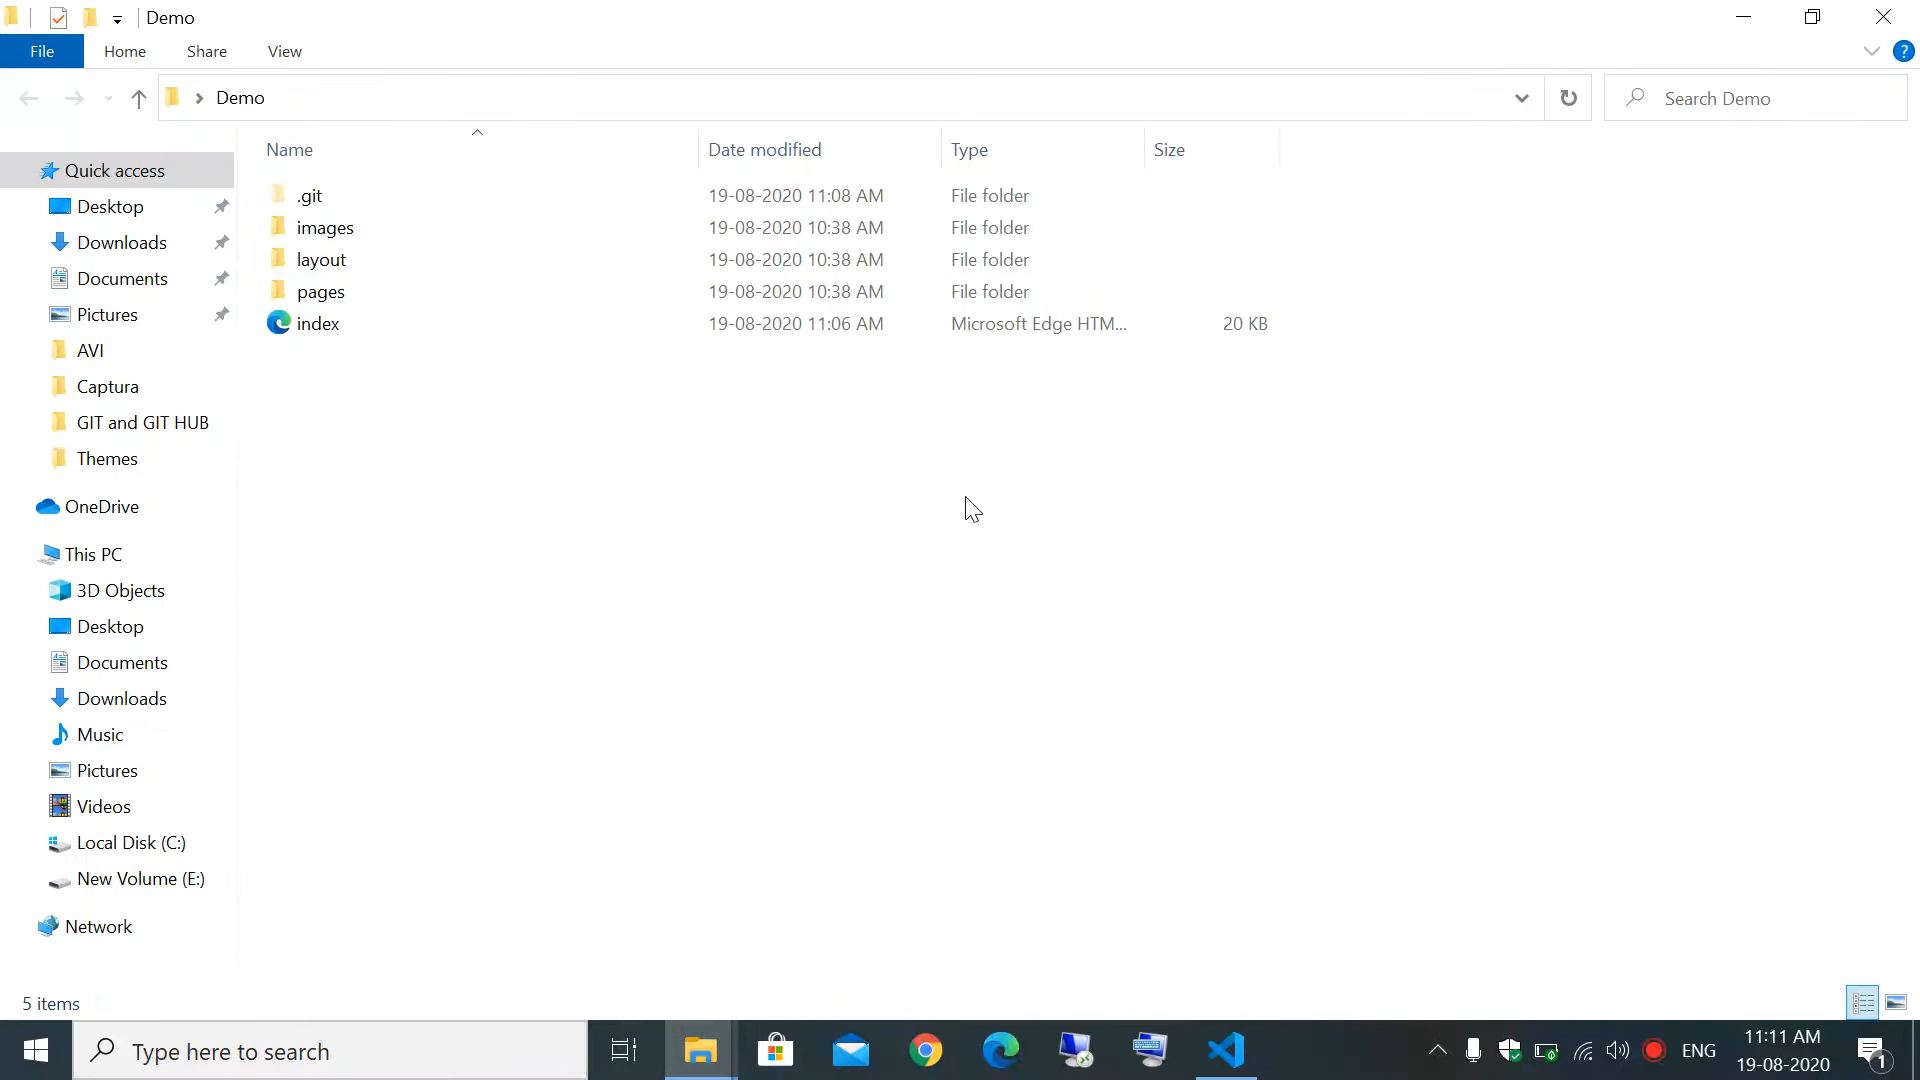 Demo
File Home Share View
Demo
Search Demo
Name Date modified Type Size
Quick access
Desktop
Downloads
Documents
Pictures
AVI
Captura
GIT and GIT HUB
Themes
OneDrive
This PC
3D Objects
Desktop
Documents
Downloads
Music
Pictures
Videos
Local Disk (C:)
New Volume (E:)
Network
.git 19-08-2020 11:08 AM File folder
images 19-08-2020 10:38 AM File folder
layout 19-08-2020 10:38 AM File folder
pages 19-08-2020 10:38 AM File folder
index 19-08-2020 11:06 AM Microsoft Edge HTM... 20 KB
5 items
Type here to search
ENG
11:11 AM
19-08-2020
1